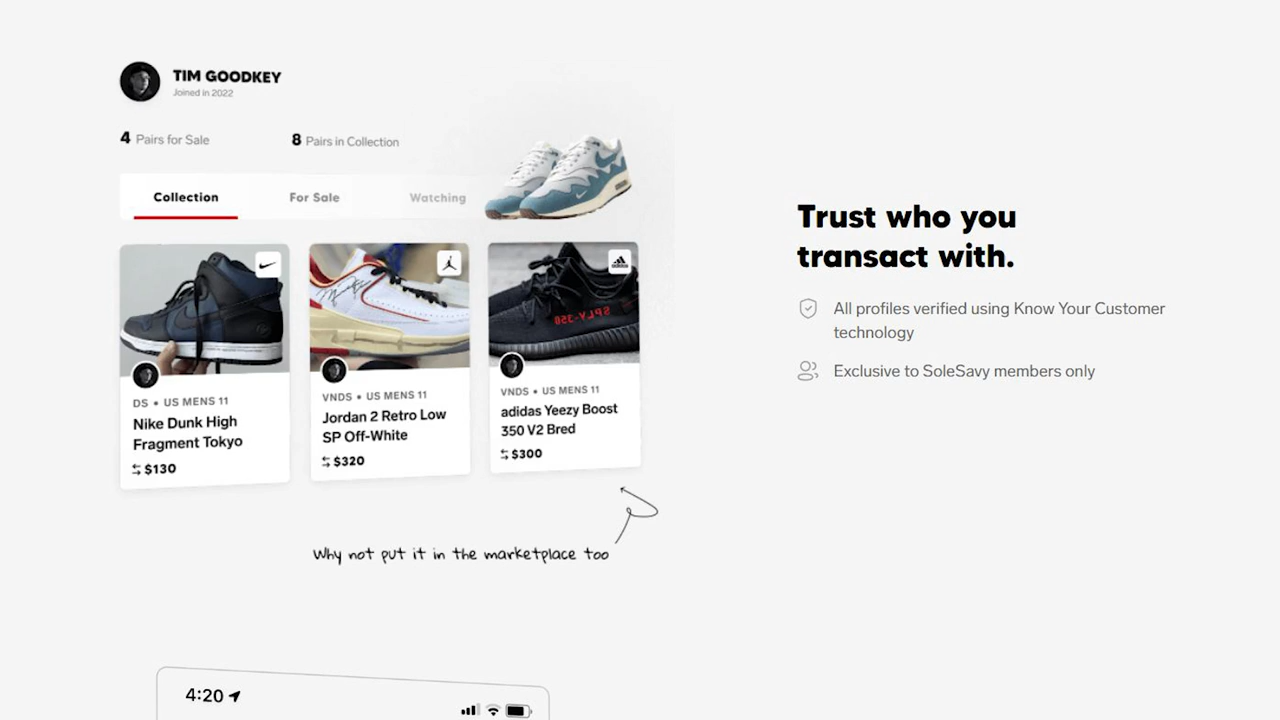 TIM GOODKEY
Joined in 2022
4 Pairs for Sale
8 Pairs in Collection
Collection
For Sale
Watching
SPLY-350
DS • US MENS 11
Nike Dunk High
Fragment Tokyo
$130
VNDS • US MENS 11
Jordan 2 Retro Low
SP Off-White
$320
VNDS • US MENS 11
adidas Yeezy Boost
350 V2 Bred
$300
Why not put it in the marketplace too
Trust who you
transact with.
All profiles verified using Know Your Customer
technology
Exclusive to SoleSavy members only
4:20